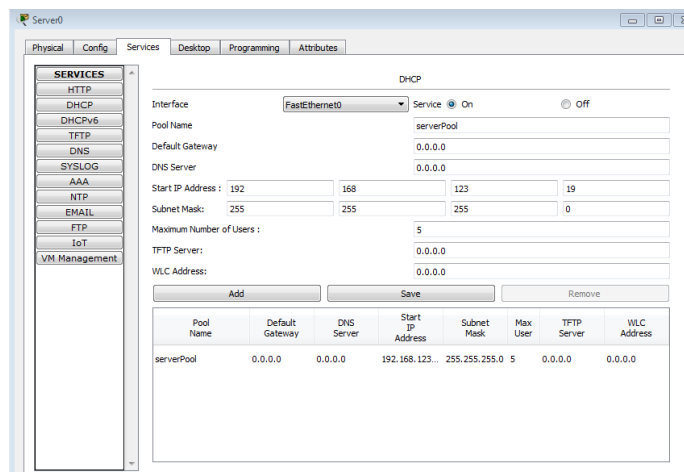 Server0
Physical Config Services Desktop Programming Attributes
SERVICES
HTTP
DHCP
DHCPv6
TFTP
DNS
SYSLOG
AAA
NTP
EMAIL
FTP
IoT
VM Management
DHCP
Interface FastEthernet0 Service On Off
Pool Name serverPool
Default Gateway 0.0.0.0
DNS Server 0.0.0.0
Start IP Address : 192 168 123 19
Subnet Mask: 255 255 255 0
Maximum Number of Users : 5
TFTP Server: 0.0.0.0
WLC Address: 0.0.0.0
Add Save Remove
Pool Name Default Gateway DNS Server Start IP Address Subnet Mask Max User TFTP Server WLC Address
serverPool 0.0.0.0 0.0.0.0 192.168.123... 255.255.255.0 5 0.0.0.0 0.0.0.0